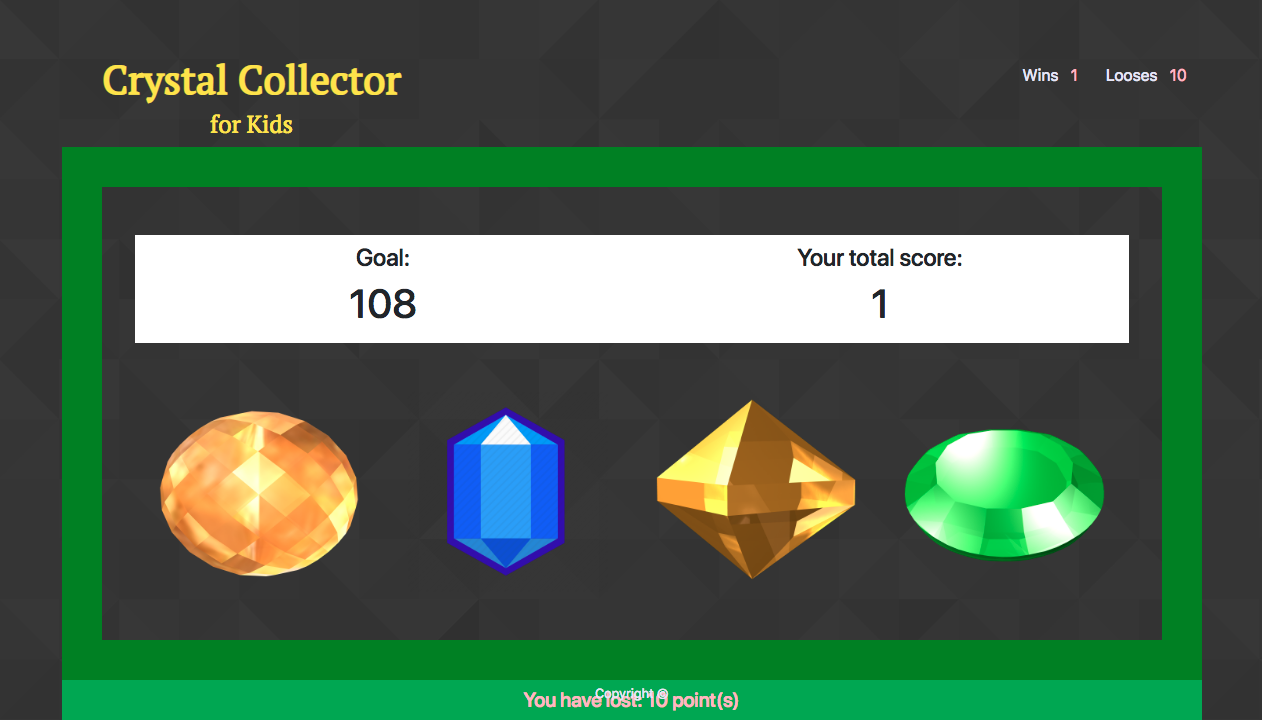 Crystal Collector
for Kids
Wins 1 Looses 10
Goal: Your total score:
108 1
You have lost: 10 point(s)
Copyright @